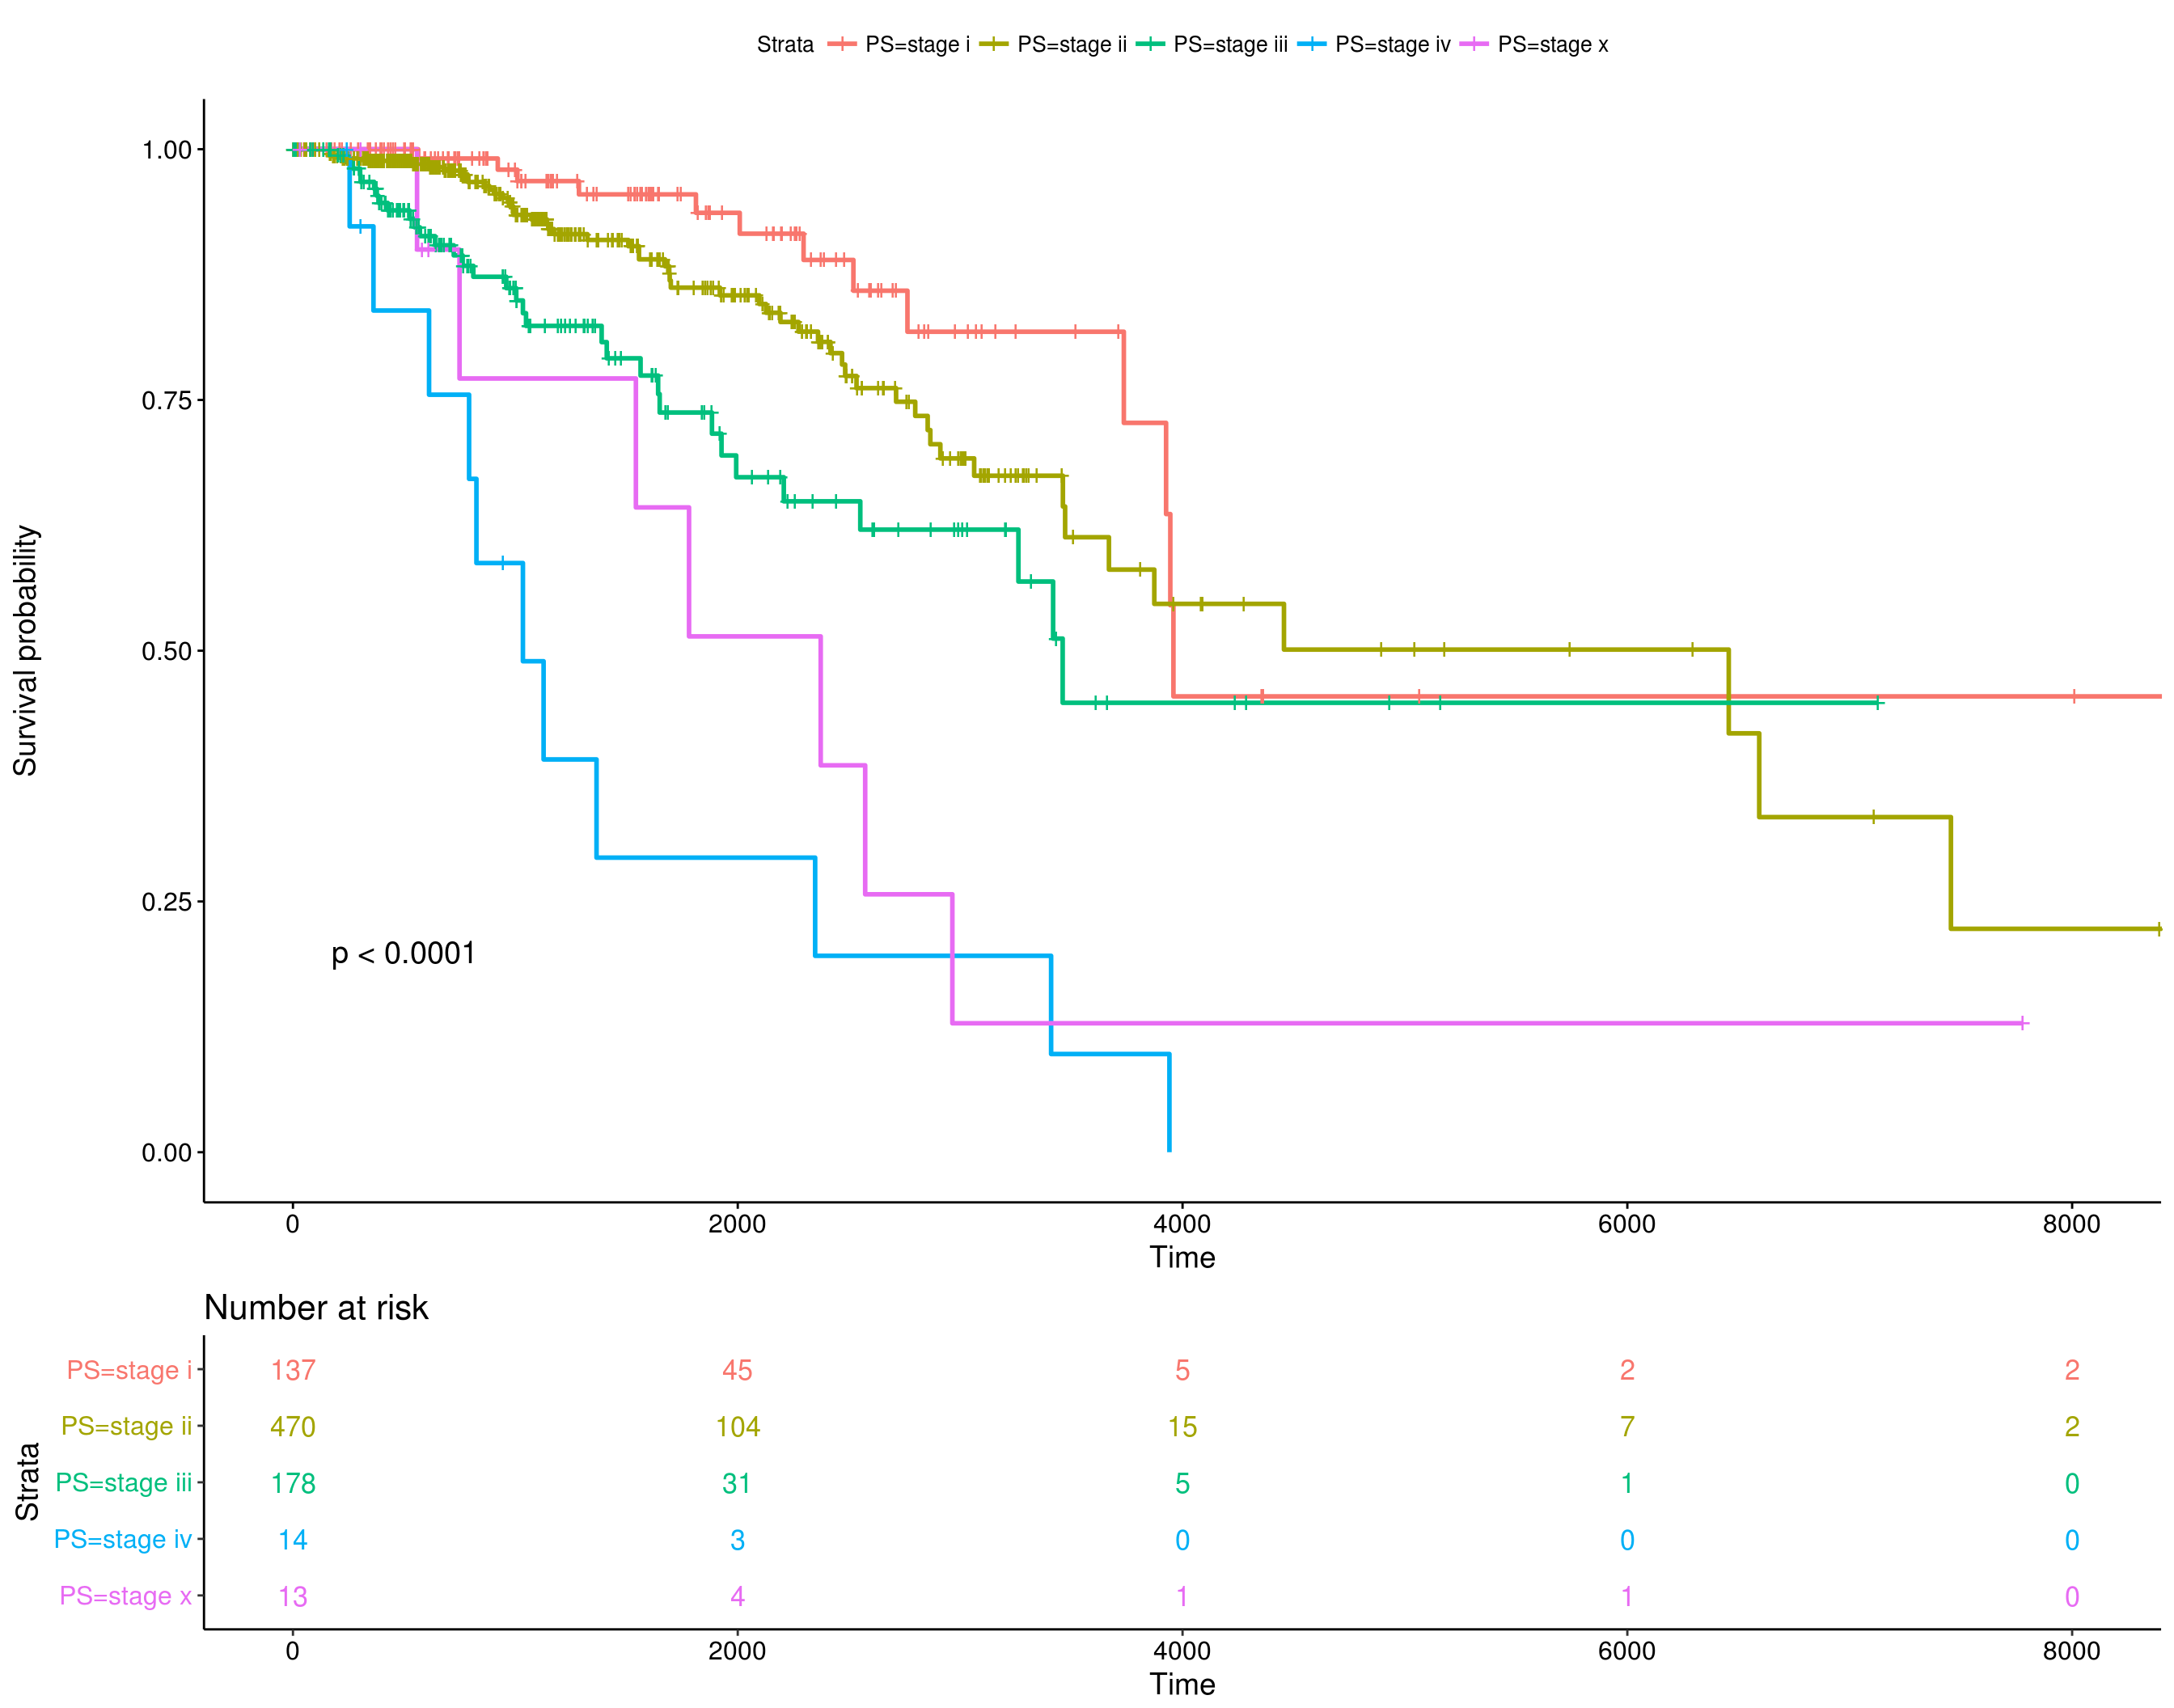 Strata PS=stage i PS=stage ii PS=stage iii PS=stage iv PS=stage x
Survival probability
1.00
0.75
0.50
0.25
0.00
p < 0.0001
0 2000 4000 6000 8000
Time
Number at risk
Strata
PS=stage i 137 45 5 2 2
PS=stage ii 470 104 15 7 2
PS=stage iii 178 31 5 1 0
PS=stage iv 14 3 0 0 0
PS=stage x 13 4 1 1 0
0 2000 4000 6000 8000
Time